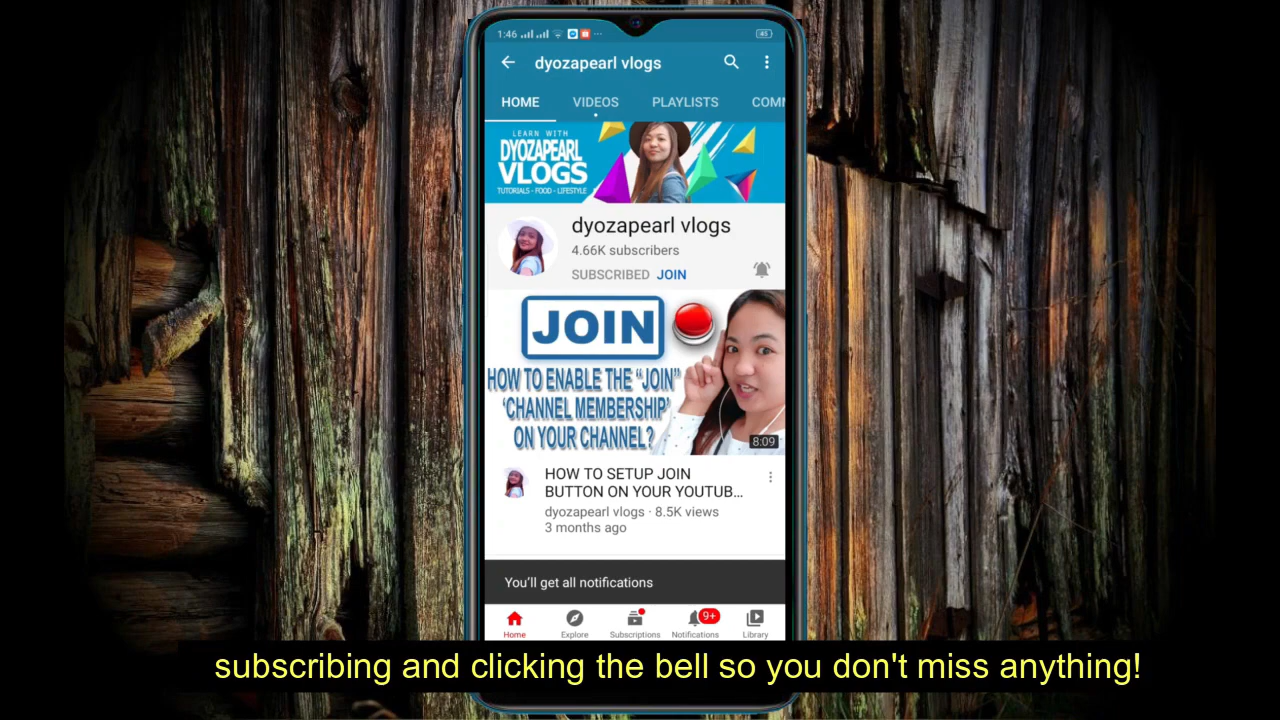 1:46
45
dyozapearl vlogs
HOME VIDEOS PLAYLISTS COMM
LEARN WITH
DYOZAPEARL
VLOGS
TUTORIALS - FOOD - LIFESTYLE
dyozapearl vlogs
4.66K subscribers
SUBSCRIBED JOIN
JOIN
HOW TO ENABLE THE "JOIN"
'CHANNEL MEMBERSHIP'
ON YOUR CHANNEL?
8:09
HOW TO SETUP JOIN
BUTTON ON YOUR YOUTUB...
dyozapearl vlogs · 8.5K views
3 months ago
You'll get all notifications
9+
Home Explore Subscriptions Notifications Library
subscribing and clicking the bell so you don't miss anything!